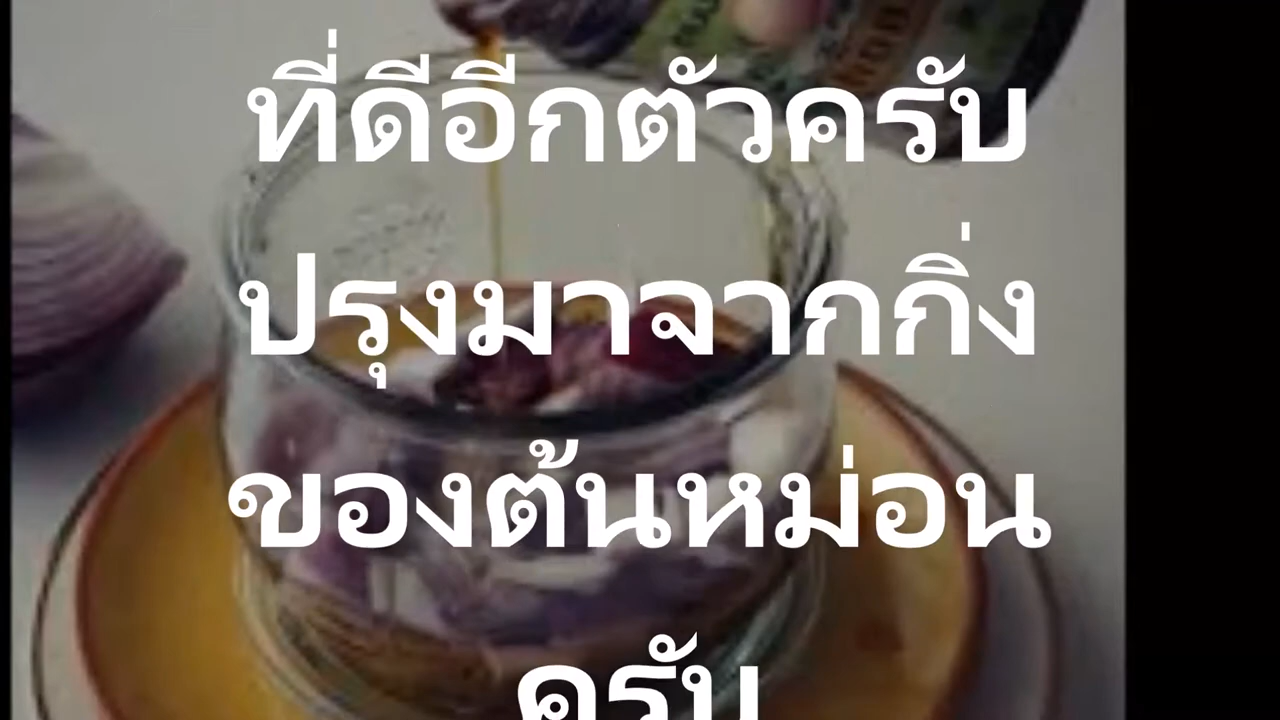 ที่ดีอีกตัวครับ
ปรุงมาจากกิ่ง
ของต้นหม่อน
ครับ